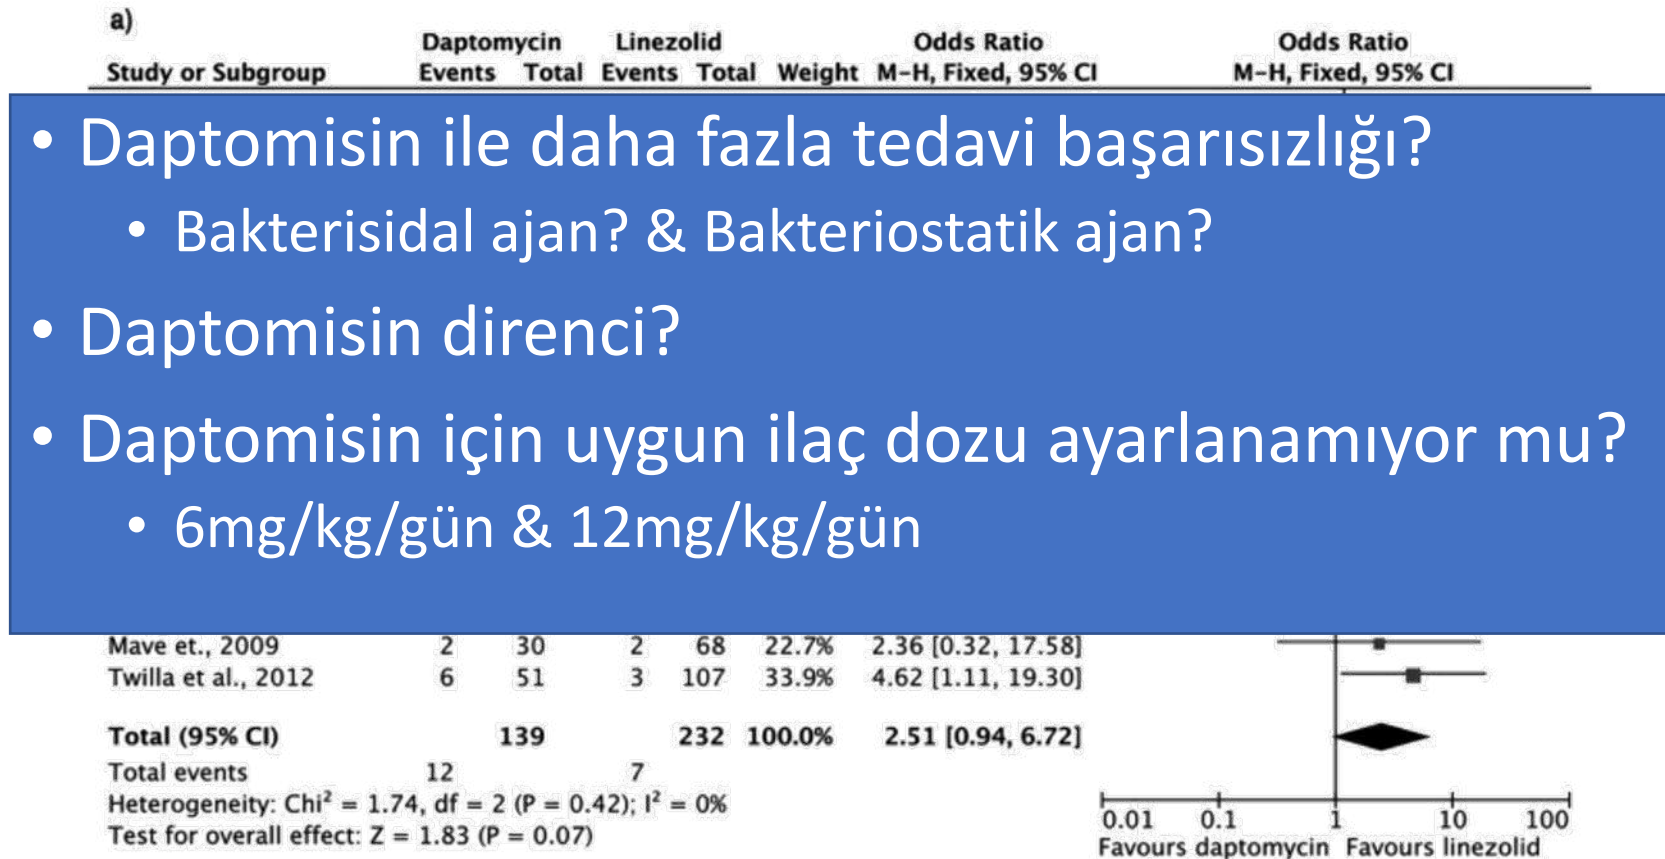 a)
Daptomycin Linezolid Odds Ratio Odds Ratio
Study or Subgroup Events Total Events Total Weight M-H, Fixed, 95% CI M-H, Fixed, 95% CI
• Daptomisin ile daha fazla tedavi başarısızlığı?
• Bakterisidal ajan? & Bakteriostatik ajan?
• Daptomisin direnci?
• Daptomisin için uygun ilaç dozu ayarlanamıyor mu?
• 6mg/kg/gün & 12mg/kg/gün
Mave et., 2009 2 30 2 68 22.7% 2.36 [0.32, 17.58]
Twilla et al., 2012 6 51 3 107 33.9% 4.62 [1.11, 19.30]
Total (95% CI) 139 232 100.0% 2.51 [0.94, 6.72]
Total events 12 7
Heterogeneity: Chi² = 1.74, df = 2 (P = 0.42); I² = 0%
Test for overall effect: Z = 1.83 (P = 0.07)
0.01 0.1 1 10 100
Favours daptomycin Favours linezolid